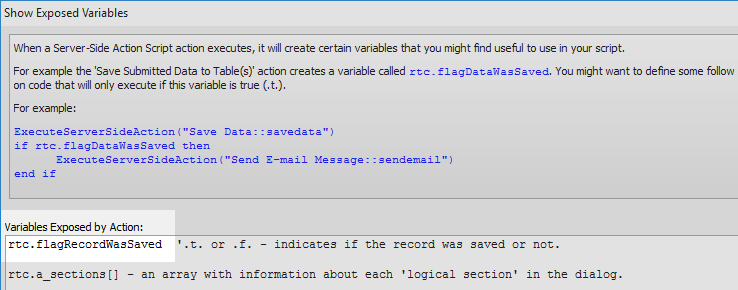 Show Exposed Variables
When a Server-Side Action Script action executes, it will create certain variables that you might find useful to use in your script.
For example the 'Save Submitted Data to Table(s)' action creates a variable called rtc.flagDataWasSaved. You might want to define some follow
on code that will only execute if this variable is true (.t.).
For example:
ExecuteServerSideAction("Save Data::savedata")
if rtc.flagDataWasSaved then
ExecuteServerSideAction("Send E-mail Message::sendemail")
end if
Variables Exposed by Action:
rtc.flagRecordWasSaved '.t. or .f. - indicates if the record was saved or not.
rtc.a_sections[] - an array with information about each 'logical section' in the dialog.